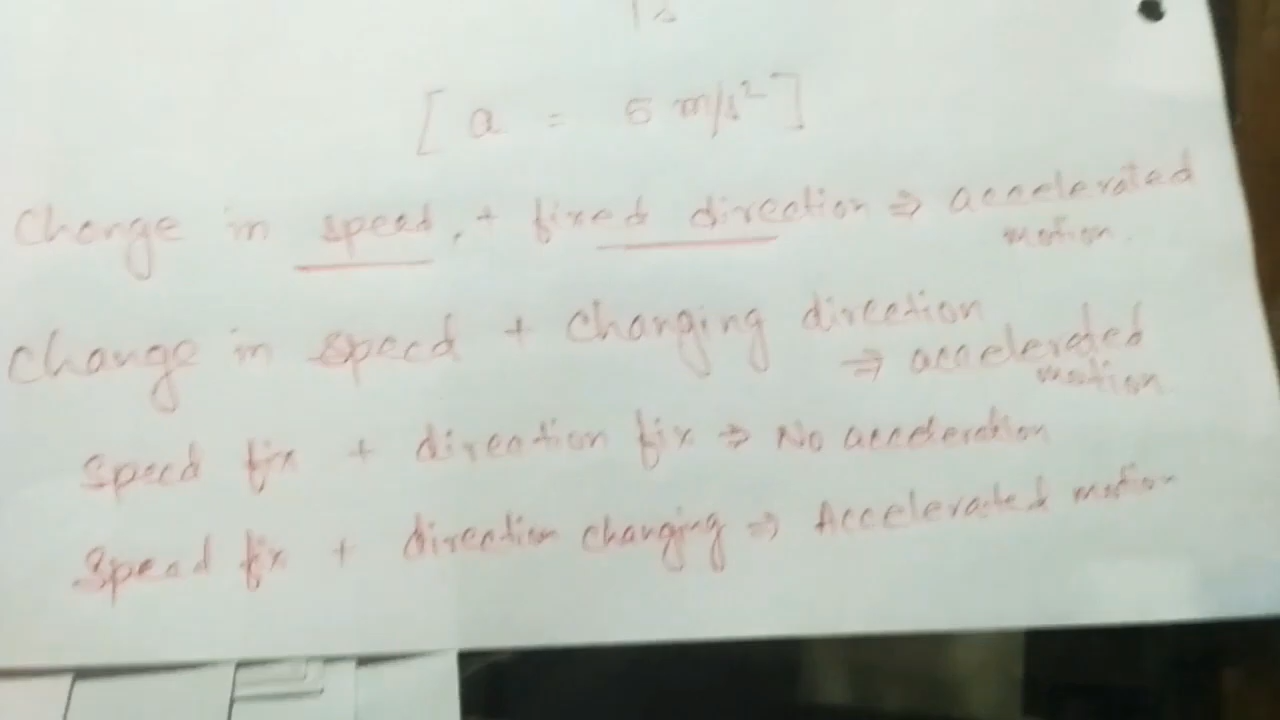 [ a = 5 m/s² ]
Change in speed, + fixed direction ⇒ accelerated
motion.
Change in speed + Changing direction
⇒ accelerated
motion
Speed fix + direction fix ⇒ No acceleration
Speed fix + direction changing ⇒ Accelerated motion